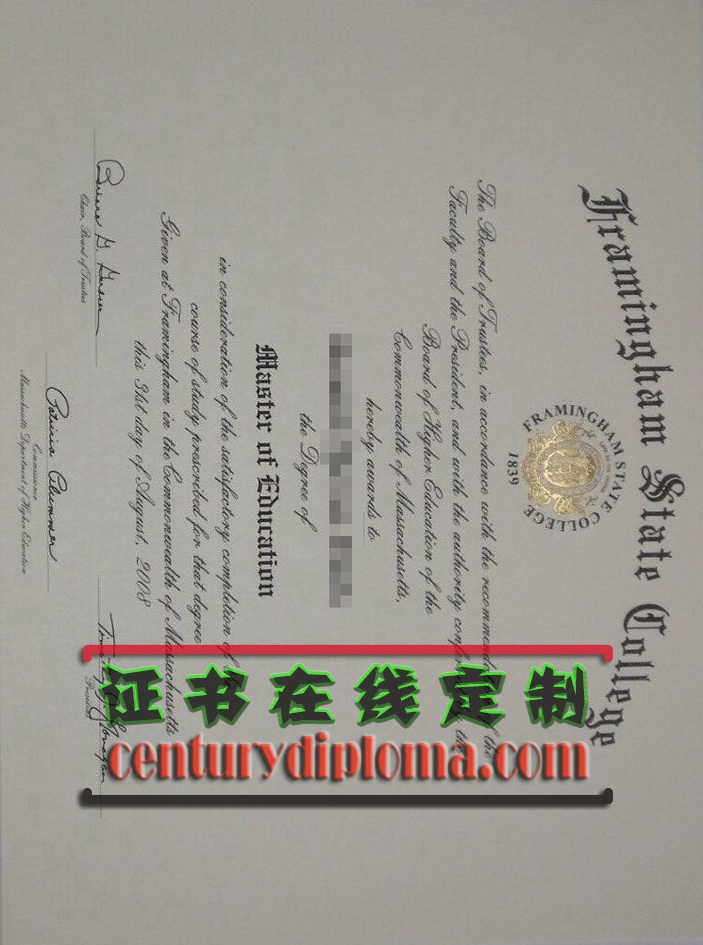 Framingham State College
FRAMINGHAM STATE COLLEGE
1839
The Board of Trustees, in accordance with the recommendation of the
Faculty and the President, and with the authority conferred the
Board of Higher Education of the
Commonwealth of Massachusetts,
hereby awards to
the Degree of
Master of Education
in consideration of the satisfactory completion of
course of study prescribed for that degree
Given at Framingham in the Commonwealth of Massachusetts
this 31st day of August, 2008
Chair, Board of Trustees
Commissioner
Massachusetts Department of Higher Education
证书在线定制
centurydiploma.com